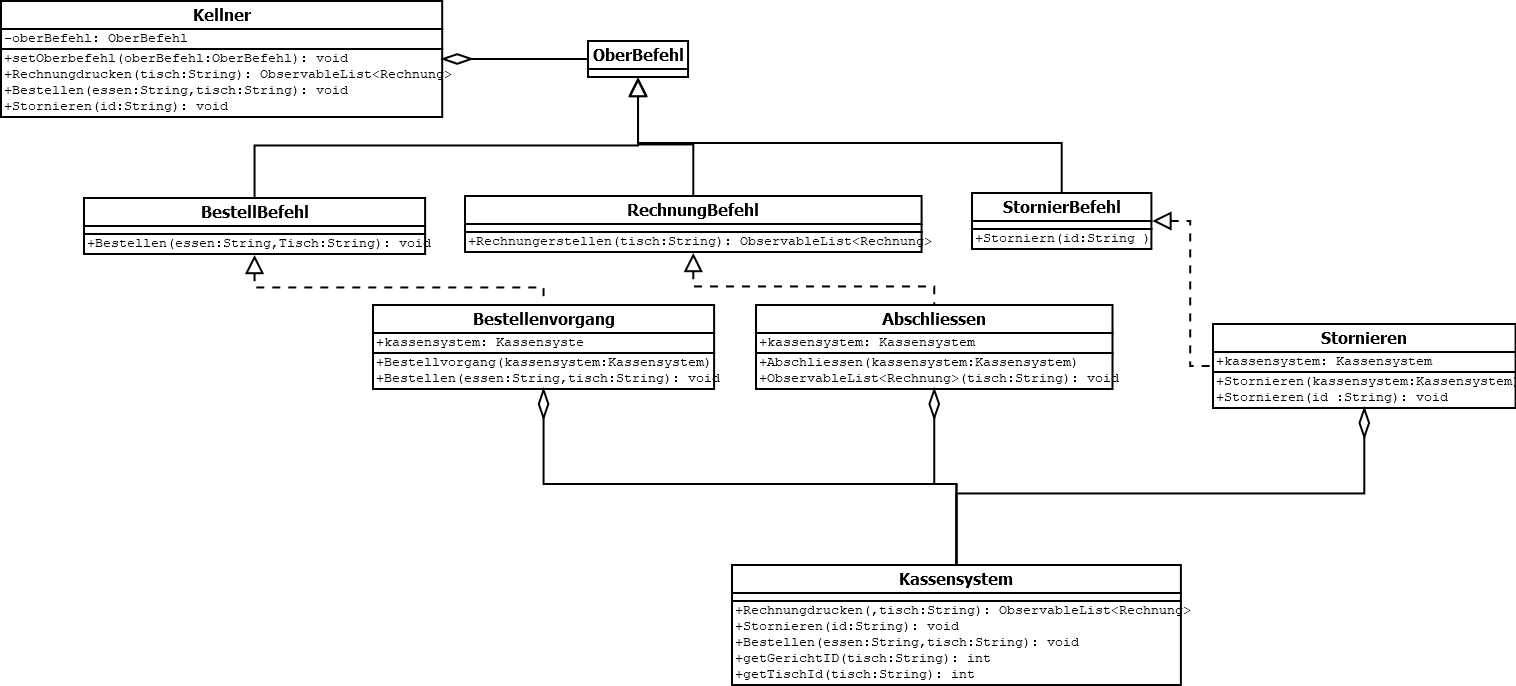 Kellner
-oberBefehl: OberBefehl
+setOberbefehl(oberBefehl:OberBefehl): void
+Rechnungdrucken(tisch:String): ObservableList<Rechnung>
+Bestellen(essen:String,tisch:String): void
+Stornieren(id:String): void
OberBefehl
BestellBefehl
+Bestellen(essen:String,Tisch:String): void
RechnungBefehl
+Rechnungerstellen(tisch:String): ObservableList<Rechnung>
StornierBefehl
+Storniern(id:String )
Bestellenvorgang
+kassensystem: Kassensyste
+Bestellvorgang(kassensystem:Kassensystem)
+Bestellen(essen:String,tisch:String): void
Abschliessen
+kassensystem: Kassensystem
+Abschliessen(kassensystem:Kassensystem)
+ObservableList<Rechnung>(tisch:String): void
Stornieren
+kassensystem: Kassensystem
+Stornieren(kassensystem:Kassensystem)
+Stornieren(id :String): void
Kassensystem
+Rechnungdrucken(,tisch:String): ObservableList<Rechnung>
+Stornieren(id:String): void
+Bestellen(essen:String,tisch:String): void
+getGerichtID(tisch:String): int
+getTischId(tisch:String): int